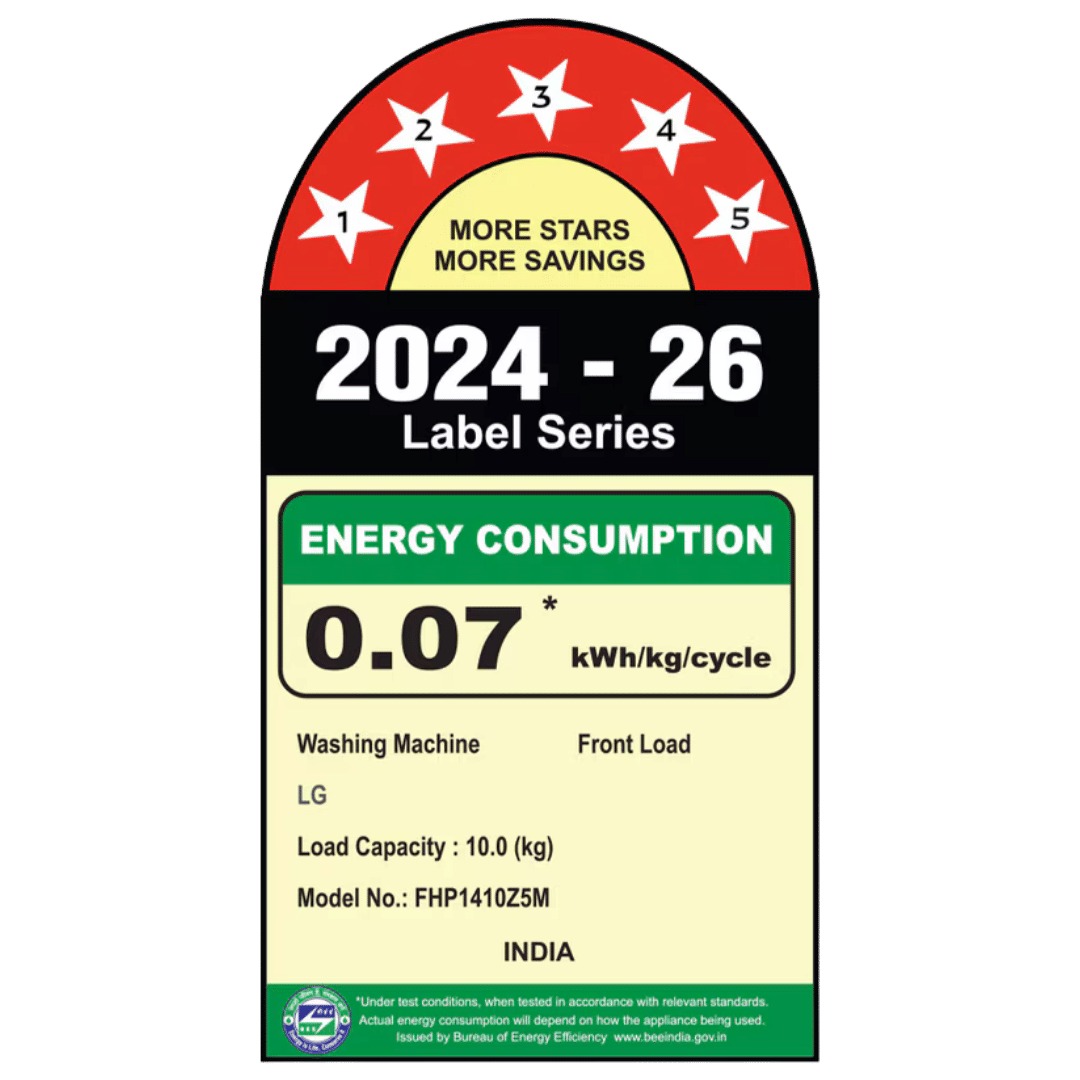 1
2
3
4
5
MORE STARS
MORE SAVINGS
2024 - 26
Label Series
ENERGY CONSUMPTION
0.07* kWh/kg/cycle
Washing Machine Front Load
LG
Load Capacity : 10.0 (kg)
Model No.: FHP1410Z5M
INDIA
*Under test conditions, when tested in accordance with relevant standards.
Actual energy consumption will depend on how the appliance being used.
Issued by Bureau of Energy Efficiency www.beeindia.gov.in